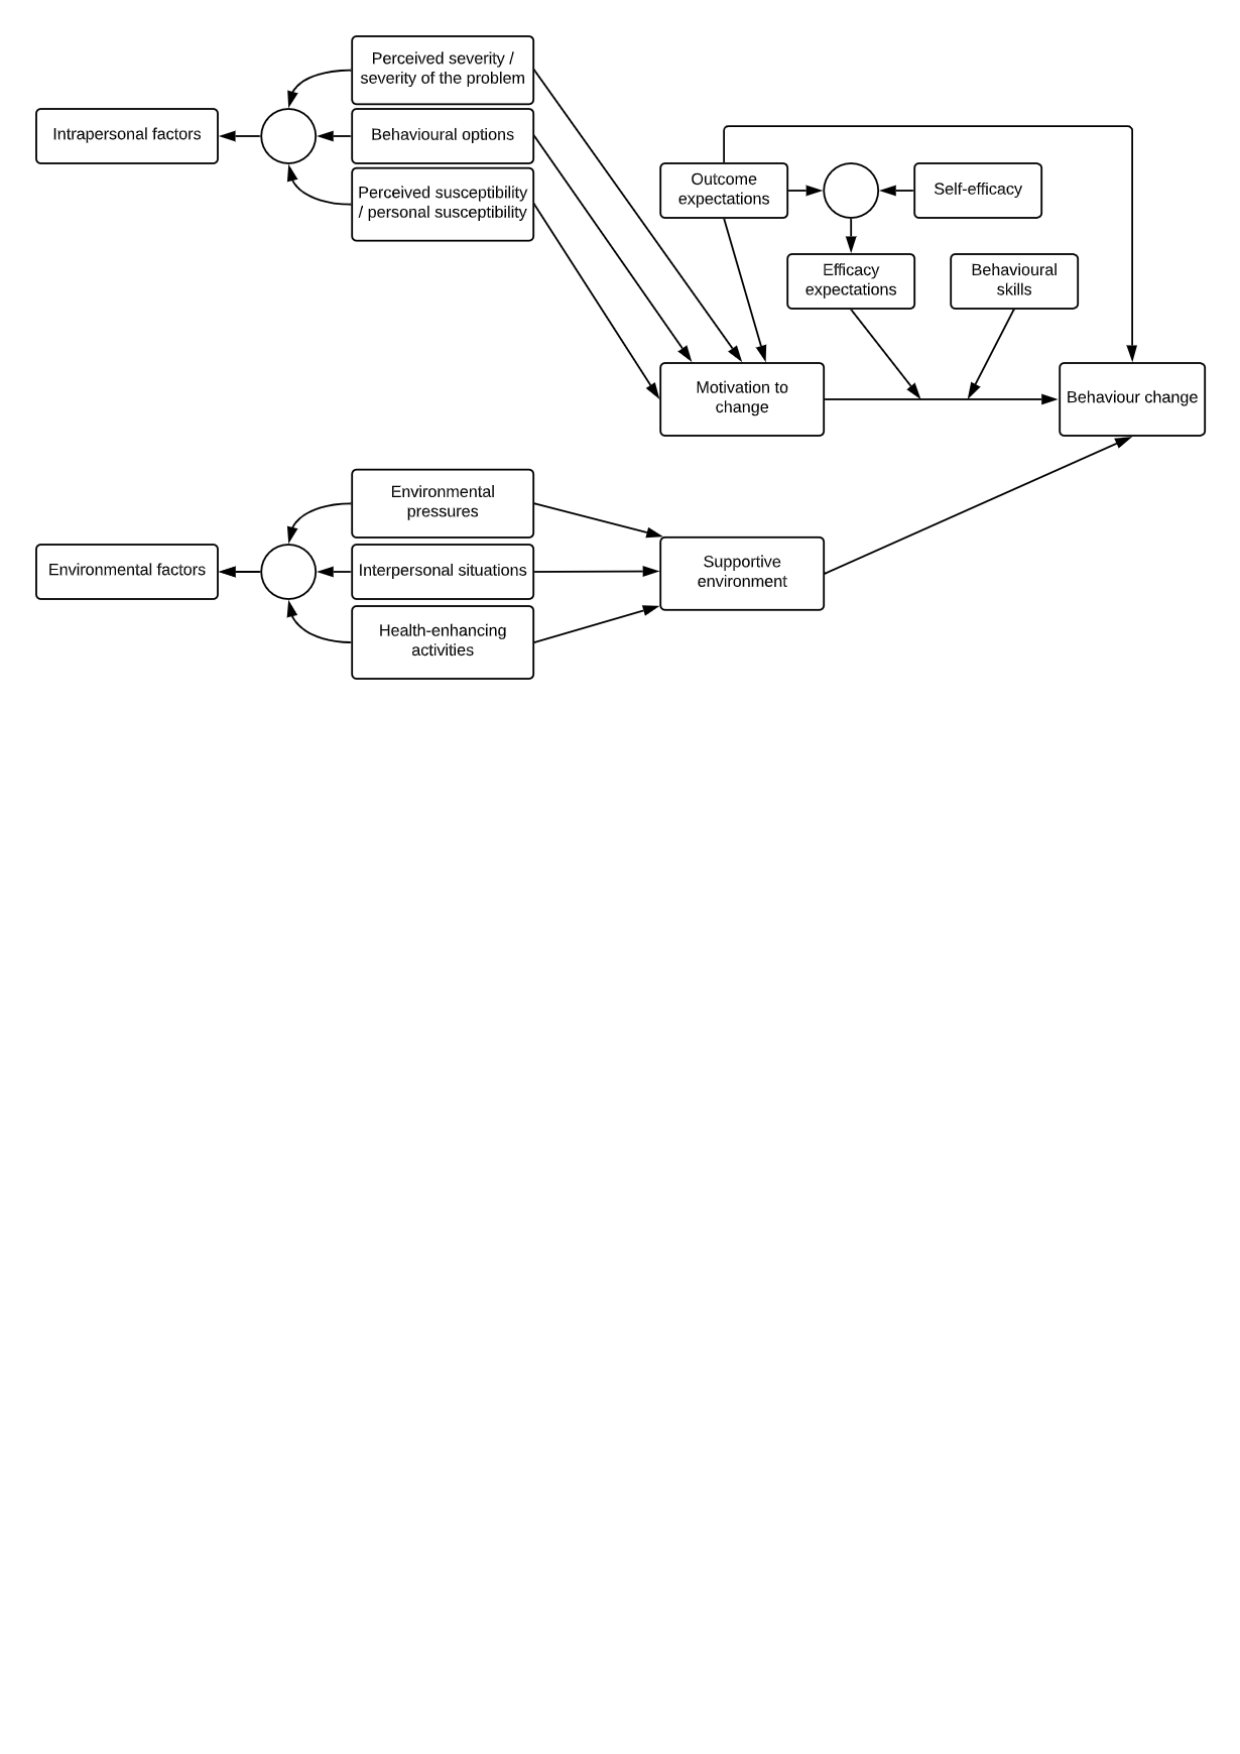 Perceived severity /
severity of the problem
Intrapersonal factors
Behavioural options
Perceived susceptibility
/ personal susceptibility
Outcome
expectations
Self-efficacy
Efficacy
expectations
Behavioural
skills
Motivation to
change
Behaviour change
Environmental
pressures
Environmental factors
Interpersonal situations
Supportive
environment
Health-enhancing
activities